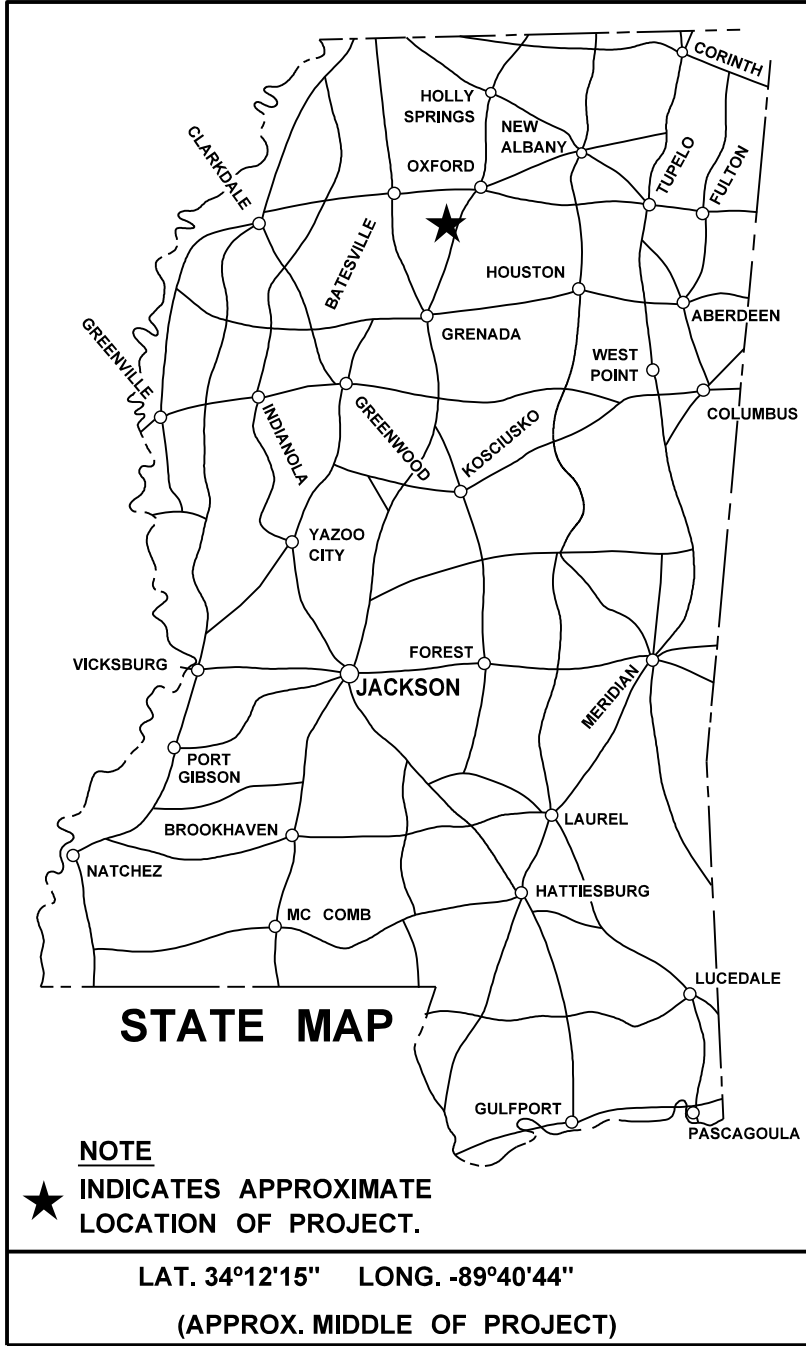 CORINTH
HOLLY
SPRINGS
NEW
ALBANY
CLARKDALE
OXFORD
TUPELO
FULTON
BATESVILLE
HOUSTON
ABERDEEN
GRENADA
GREENVILLE
WEST
POINT
COLUMBUS
INDIANOLA
GREENWOOD
KOSCIUSKO
YAZOO
CITY
VICKSBURG
FOREST
JACKSON
MERIDIAN
PORT
GIBSON
BROOKHAVEN
LAUREL
NATCHEZ
HATTIESBURG
MC COMB
LUCEDALE
STATE MAP
GULFPORT
PASCAGOULA
NOTE
INDICATES APPROXIMATE
LOCATION OF PROJECT.
LAT. 34º12'15" LONG. -89º40'44"
(APPROX. MIDDLE OF PROJECT)